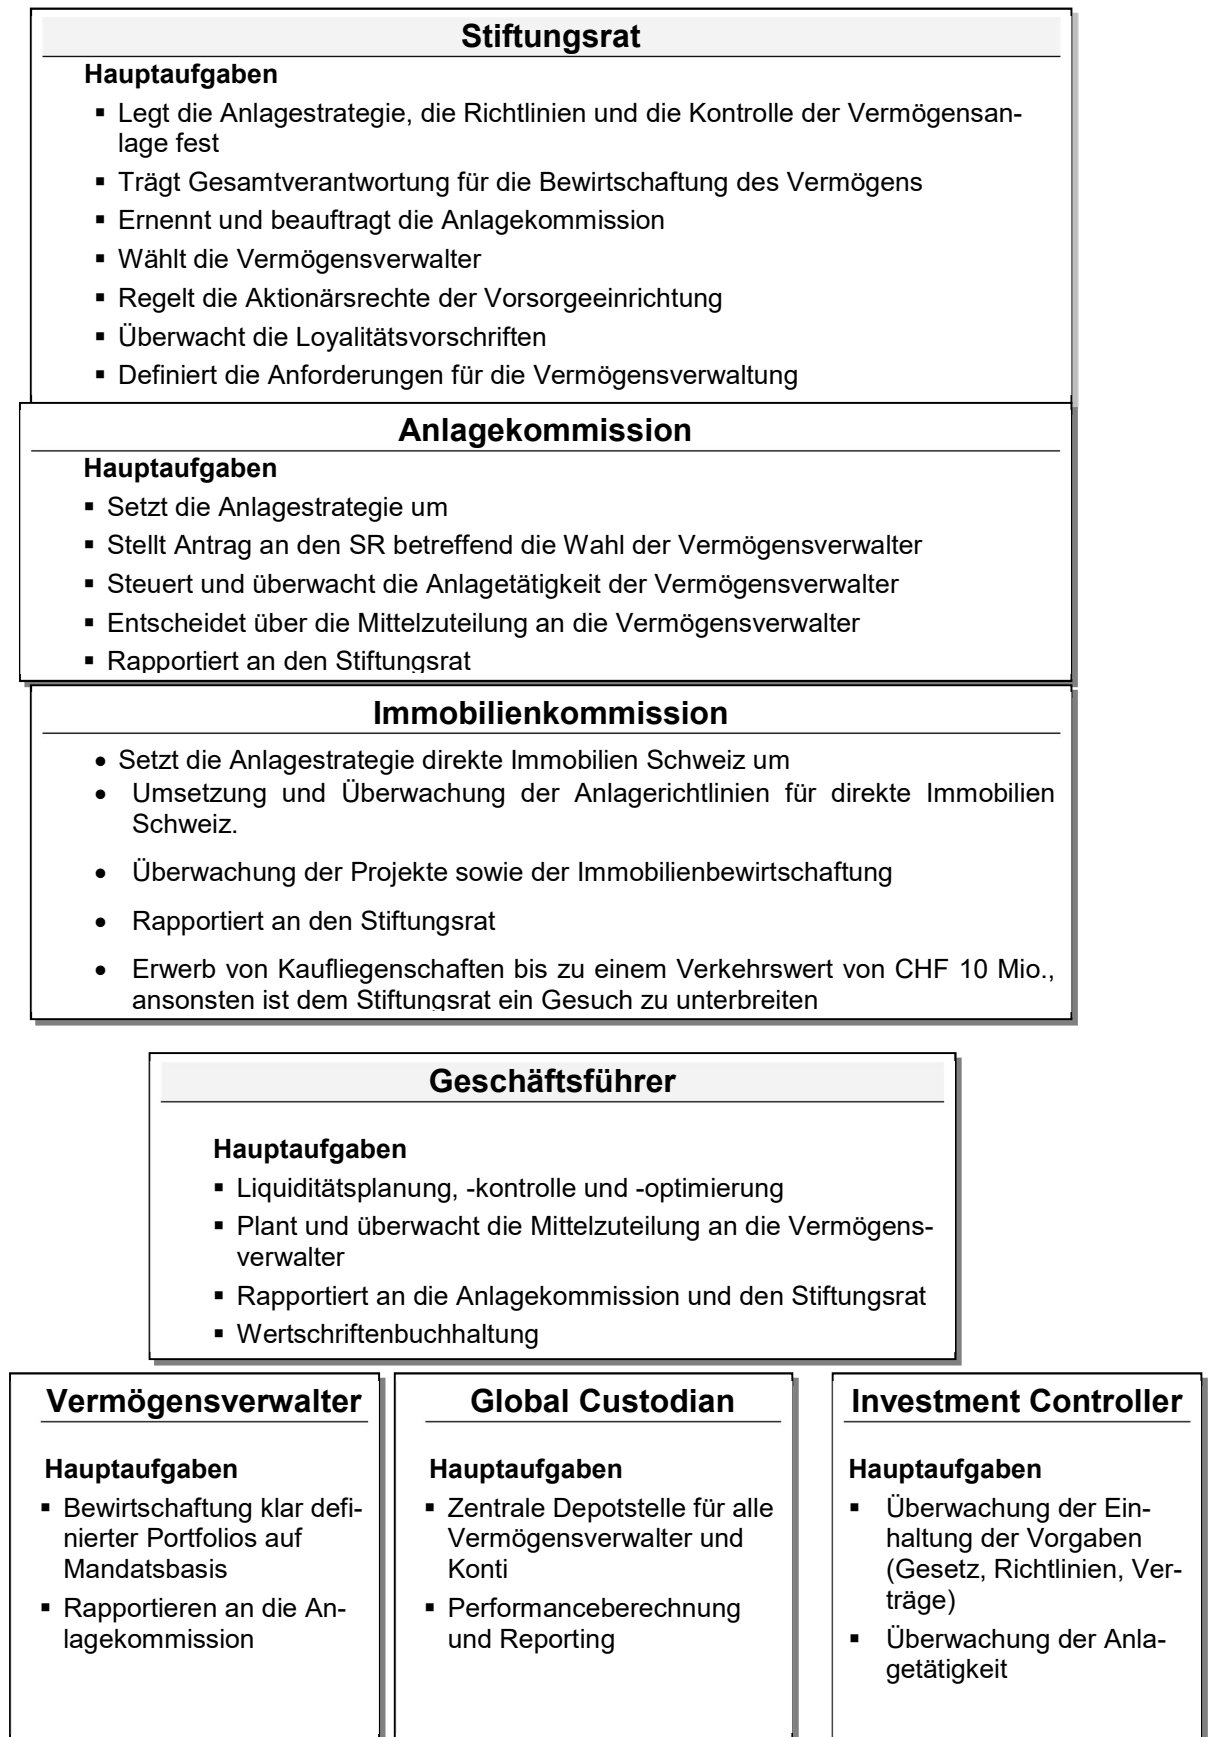 Stiftungsrat
Hauptaufgaben
▪ Legt die Anlagestrategie, die Richtlinien und die Kontrolle der Vermögensan-
lage fest
▪ Trägt Gesamtverantwortung für die Bewirtschaftung des Vermögens
▪ Ernennt und beauftragt die Anlagekommission
▪ Wählt die Vermögensverwalter
▪ Regelt die Aktionärsrechte der Vorsorgeeinrichtung
▪ Überwacht die Loyalitätsvorschriften
▪ Definiert die Anforderungen für die Vermögensverwaltung
Anlagekommission
Hauptaufgaben
▪ Setzt die Anlagestrategie um
▪ Stellt Antrag an den SR betreffend die Wahl der Vermögensverwalter
▪ Steuert und überwacht die Anlagetätigkeit der Vermögensverwalter
▪ Entscheidet über die Mittelzuteilung an die Vermögensverwalter
▪ Rapportiert an den Stiftungsrat
Immobilienkommission
• Setzt die Anlagestrategie direkte Immobilien Schweiz um
• Umsetzung und Überwachung der Anlagerichtlinien für direkte Immobilien
Schweiz.
• Überwachung der Projekte sowie der Immobilienbewirtschaftung
• Rapportiert an den Stiftungsrat
• Erwerb von Kaufliegenschaften bis zu einem Verkehrswert von CHF 10 Mio.,
ansonsten ist dem Stiftungsrat ein Gesuch zu unterbreiten
Geschäftsführer
Hauptaufgaben
▪ Liquiditätsplanung, -kontrolle und -optimierung
▪ Plant und überwacht die Mittelzuteilung an die Vermögens-
verwalter
▪ Rapportiert an die Anlagekommission und den Stiftungsrat
▪ Wertschriftenbuchhaltung
Vermögensverwalter
Hauptaufgaben
▪ Bewirtschaftung klar defi-
nierter Portfolios auf
Mandatsbasis
▪ Rapportieren an die An-
lagekommission
Global Custodian
Hauptaufgaben
▪ Zentrale Depotstelle für alle
Vermögensverwalter und
Konti
▪ Performanceberechnung
und Reporting
Investment Controller
Hauptaufgaben
▪ Überwachung der Ein-
haltung der Vorgaben
(Gesetz, Richtlinien, Ver-
träge)
▪ Überwachung der Anla-
getätigkeit